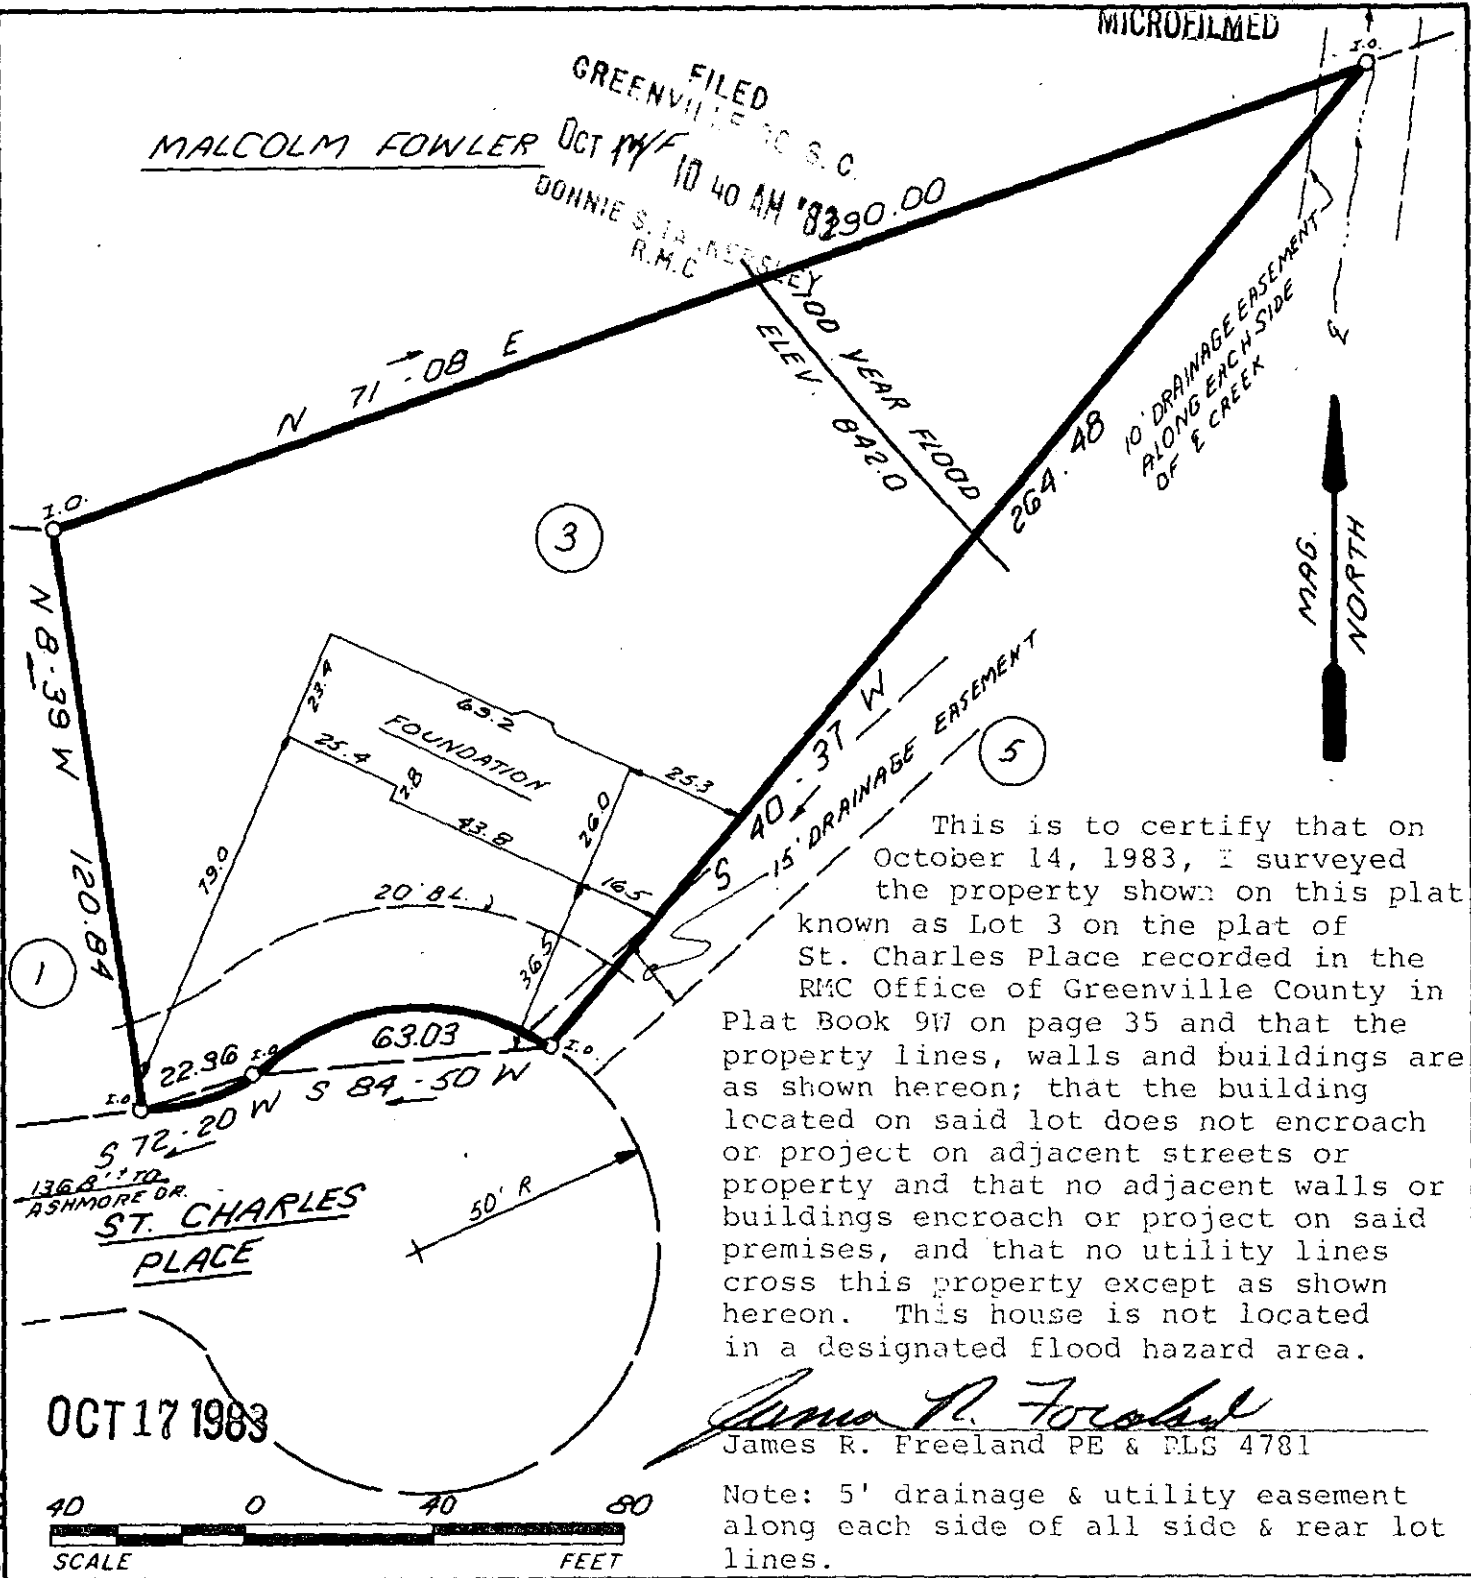 MICROFILMED
FILED
GREENVILLE CO. S. C.
MALCOLM FOWLER
OCT
10 40 AM '83
DONNIE S. TANKERSLEY
R.M.C
290.00
I.O.
N 71-08 E
100 YEAR FLOOD
ELEV. 842.0
264.48
10' DRAINAGE EASEMENT
ALONG EACH SIDE
OF ℄ CREEK
℄
MAG. NORTH
I.O.
3
N 8-39 W 120.84
23.4
69.2
FOUNDATION
25.4
2.8
43.8
26.0
25.3
S 40-37 W
15' DRAINAGE EASEMENT
5
79.0
20' BL.
16.5
36.5
1
22.96
I.O.
63.03
I.O.
I.O.
S 72-20 W
S 84-50 W
136.8'± TO
ASHMORE DR.
ST. CHARLES
PLACE
50' R
This is to certify that on
October 14, 1983, I surveyed
the property shown on this plat
known as Lot 3 on the plat of
St. Charles Place recorded in the
RMC Office of Greenville County in
Plat Book 9W on page 35 and that the
property lines, walls and buildings are
as shown hereon; that the building
located on said lot does not encroach
or project on adjacent streets or
property and that no adjacent walls or
buildings encroach or project on said
premises, and that no utility lines
cross this property except as shown
hereon. This house is not located
in a designated flood hazard area.
OCT 17 1983
James R. Freeland
James R. Freeland PE & RLS 4781
40 0 40 80
SCALE FEET
Note: 5' drainage & utility easement
along each side of all side & rear lot
lines.